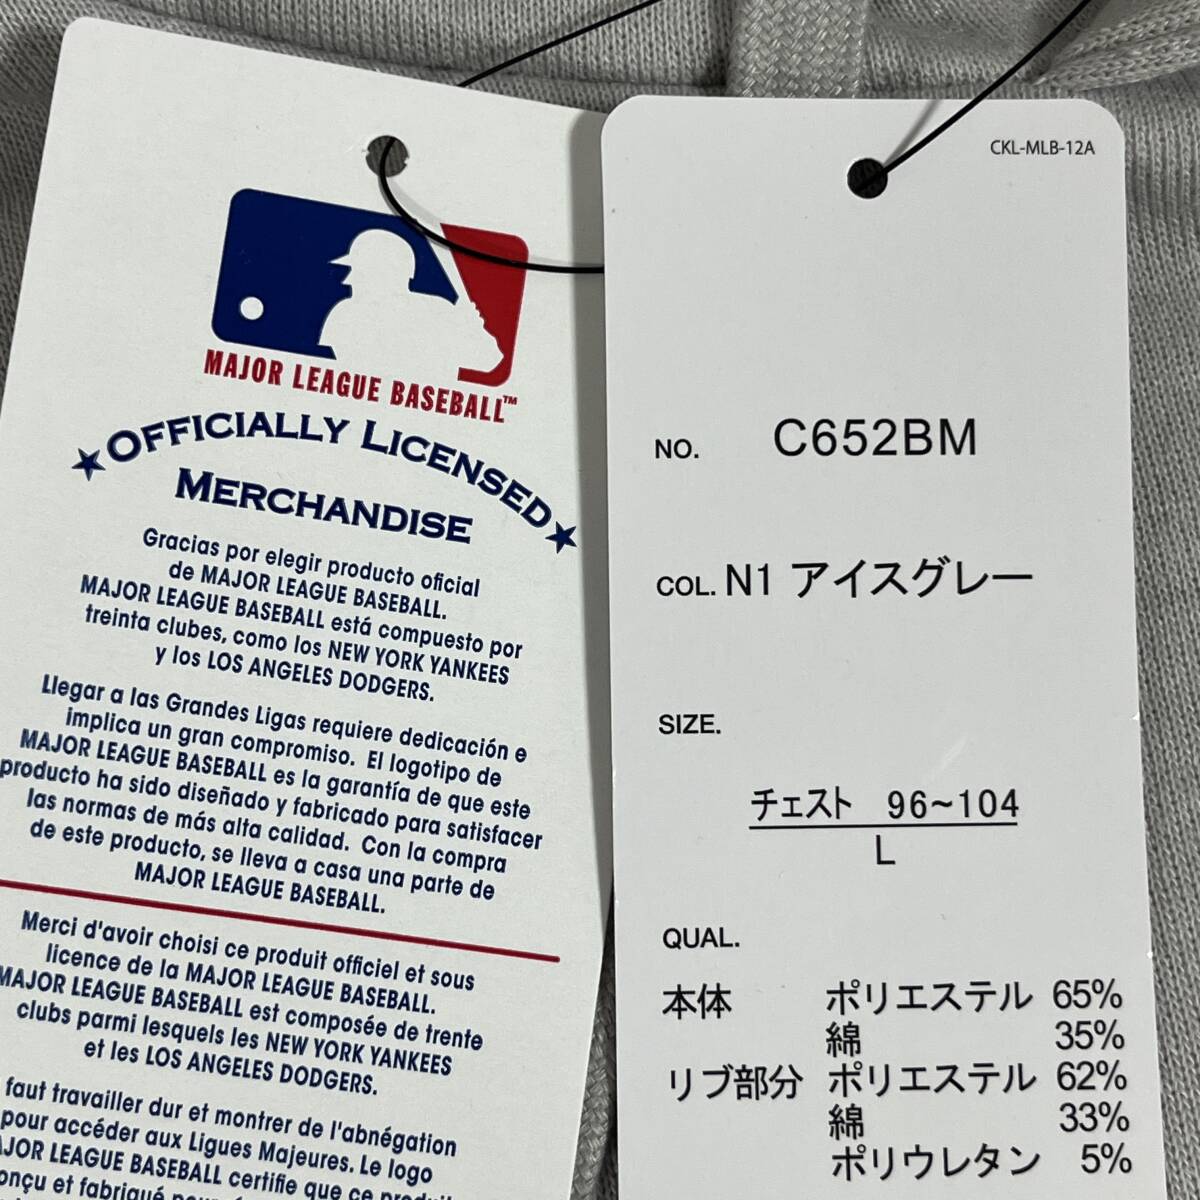 MAJOR LEAGUE BASEBALL™
OFFICIALLY LICENSED
MERCHANDISE
Gracias por elegir producto oficial
de MAJOR LEAGUE BASEBALL.
MAJOR LEAGUE BASEBALL está compuesto por
treinta clubes, como los NEW YORK YANKEES
y los LOS ANGELES DODGERS.
Llegar a las Grandes Ligas requiere dedicación e
implica un gran compromiso. El logotipo de
MAJOR LEAGUE BASEBALL es la garantía de que este
producto ha sido diseñado y fabricado para satisfacer
las normas de más alta calidad. Con la compra
de este producto, se lleva a casa una parte de
MAJOR LEAGUE BASEBALL.
Merci d'avoir choisi ce produit officiel et sous
licence de la MAJOR LEAGUE BASEBALL.
MAJOR LEAGUE BASEBALL est composée de trente
clubs parmi lesquels les NEW YORK YANKEES
et les LOS ANGELES DODGERS.
faut travailler dur et montrer de l'abnégation
pour accéder aux Ligues Majeures. Le logo
LEAGUE BASEBALL certifie que ce
et fabriqué
CKL-MLB-12A
NO. C652BM
COL. N1 アイスグレー
SIZE.
チェスト 96~104
L
QUAL.
本体 ポリエステル 65%
綿 35%
リブ部分 ポリエステル 62%
綿 33%
ポリウレタン 5%